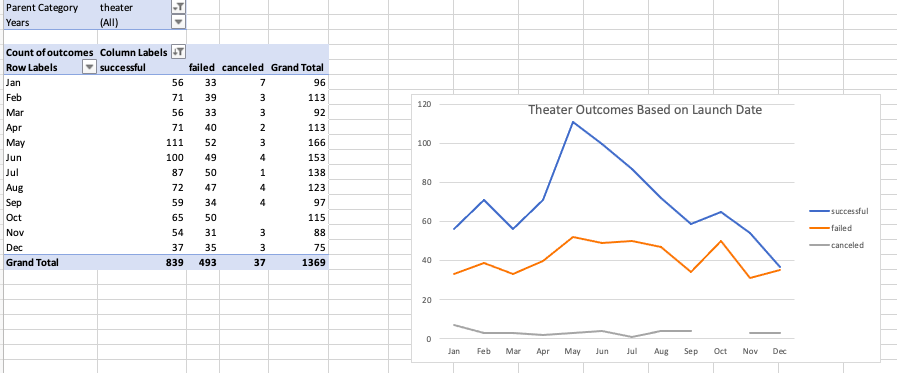 Parent Category theater
Years (All)
Count of outcomes Column Labels
Row Labels successful failed canceled Grand Total
Jan 56 33 7 96
Feb 71 39 3 113
Mar 56 33 3 92
Apr 71 40 2 113
May 111 52 3 166
Jun 100 49 4 153
Jul 87 50 1 138
Aug 72 47 4 123
Sep 59 34 4 97
Oct 65 50 115
Nov 54 31 3 88
Dec 37 35 3 75
Grand Total 839 493 37 1369
Theater Outcomes Based on Launch Date
120
100
80
60
40
20
0
Jan Feb Mar Apr May Jun Jul Aug Sep Oct Nov Dec
successful
failed
canceled